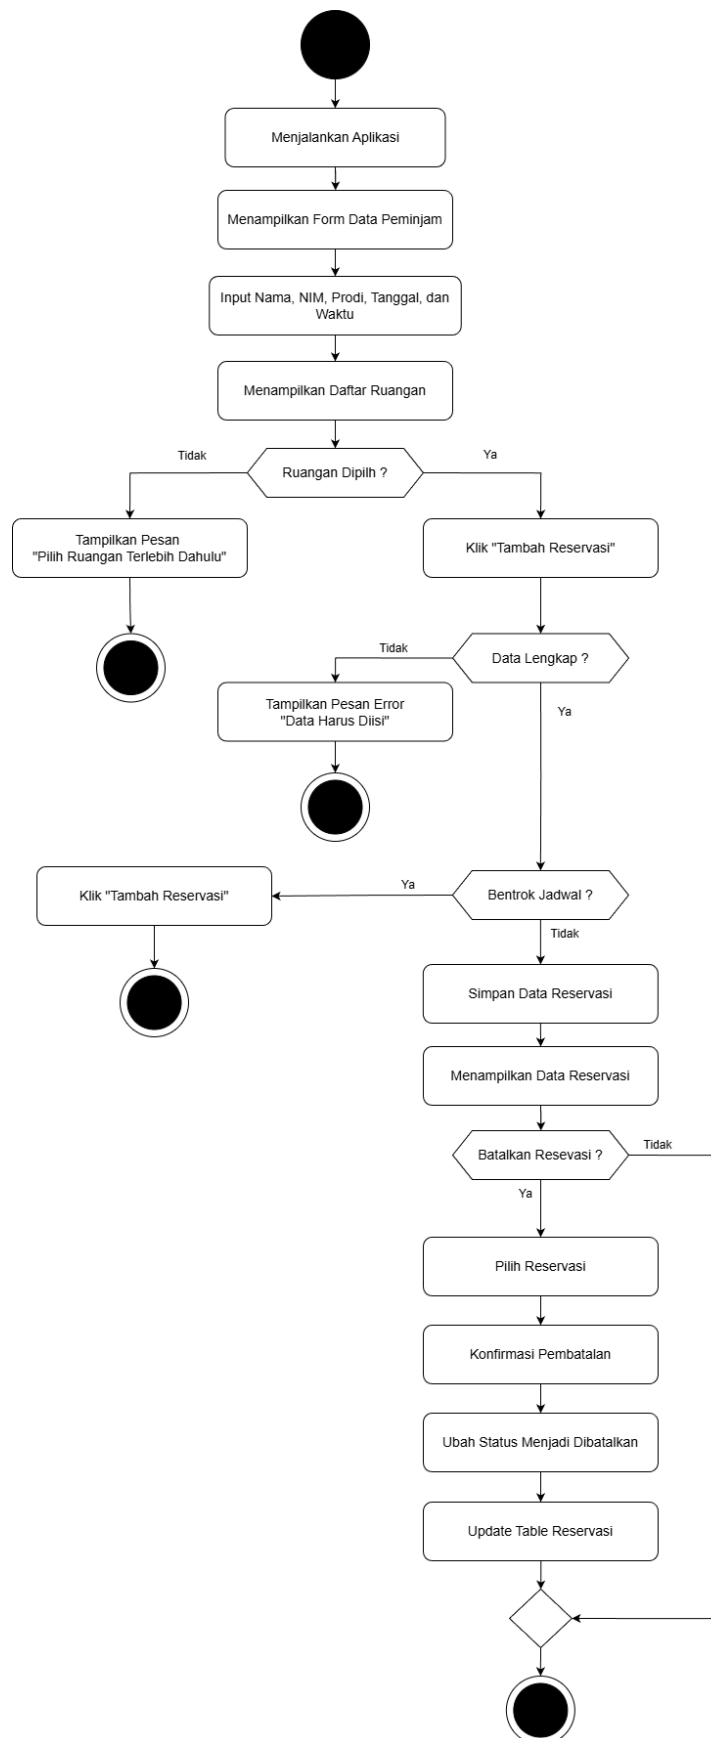 Menjalankan Aplikasi
Menampilkan Form Data Peminjam
Input Nama, NIM, Prodi, Tanggal, dan
Waktu
Menampilkan Daftar Ruangan
Tidak
Ruangan Dipilh ?
Ya
Tampilkan Pesan
"Pilih Ruangan Terlebih Dahulu"
Klik "Tambah Reservasi"
Tidak
Data Lengkap ?
Tampilkan Pesan Error
"Data Harus Diisi"
Ya
Klik "Tambah Reservasi"
Ya
Bentrok Jadwal ?
Tidak
Simpan Data Reservasi
Menampilkan Data Reservasi
Batalkan Resevasi ?
Tidak
Ya
Pilih Reservasi
Konfirmasi Pembatalan
Ubah Status Menjadi Dibatalkan
Update Table Reservasi